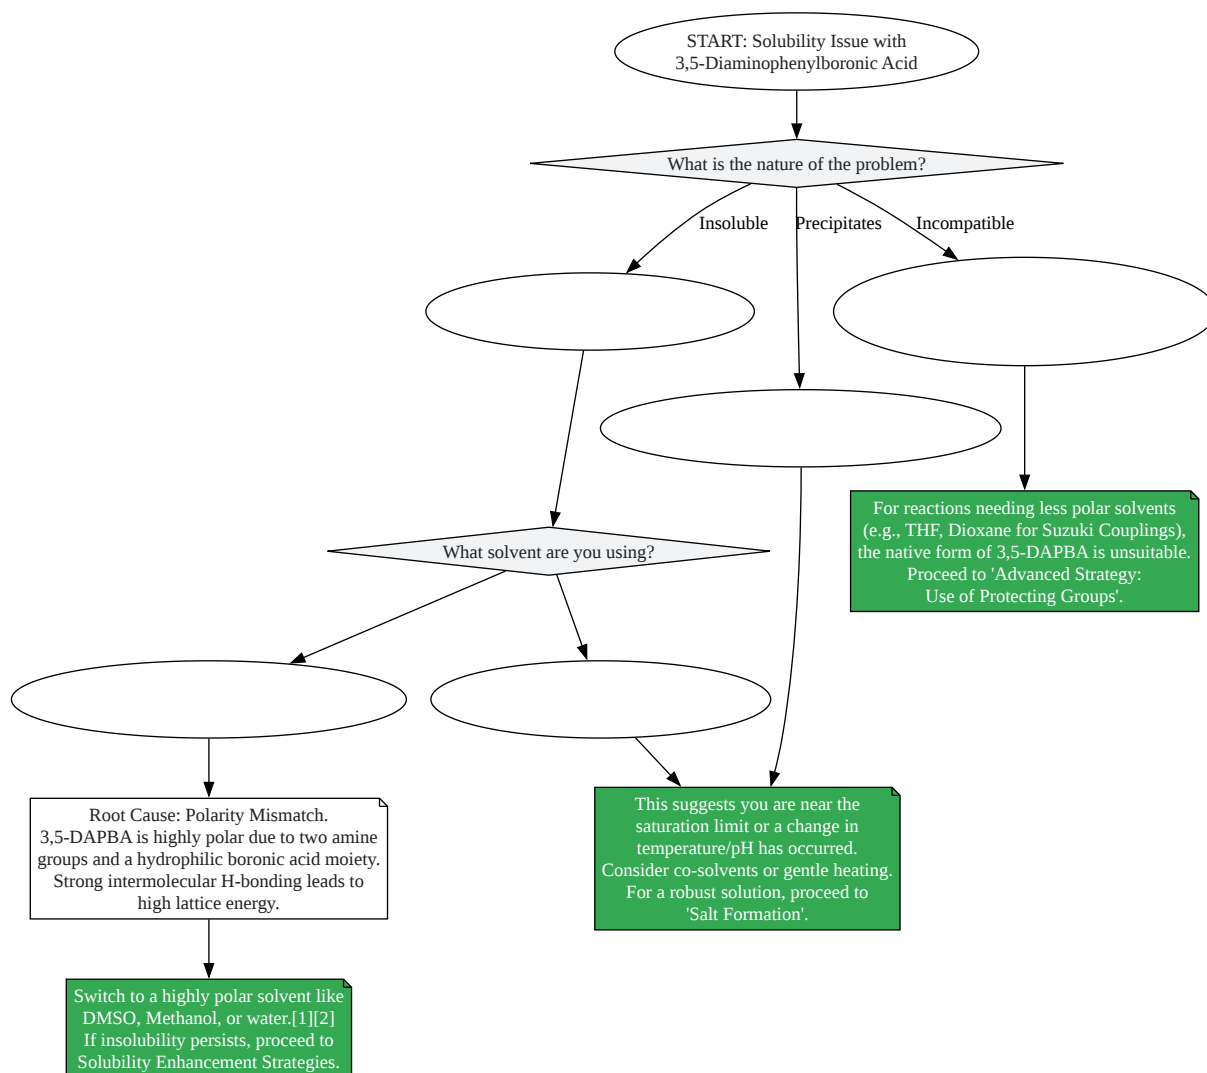 START: Solubility Issue with
3,5-Diaminophenylboronic Acid
What is the nature of the problem?
Insoluble
Precipitates
Incompatible
For reactions needing less polar solvents
(e.g., THF, Dioxane for Suzuki Couplings),
the native form of 3,5-DAPBA is unsuitable.
Proceed to 'Advanced Strategy:
Use of Protecting Groups'.
What solvent are you using?
Root Cause: Polarity Mismatch.
3,5-DAPBA is highly polar due to two amine
groups and a hydrophilic boronic acid moiety.
Strong intermolecular H-bonding leads to
high lattice energy.
This suggests you are near the
saturation limit or a change in
temperature/pH has occurred.
Consider co-solvents or gentle heating.
For a robust solution, proceed to
'Salt Formation'.
Switch to a highly polar solvent like
DMSO, Methanol, or water.[1][2]
If insolubility persists, proceed to
Solubility Enhancement Strategies.